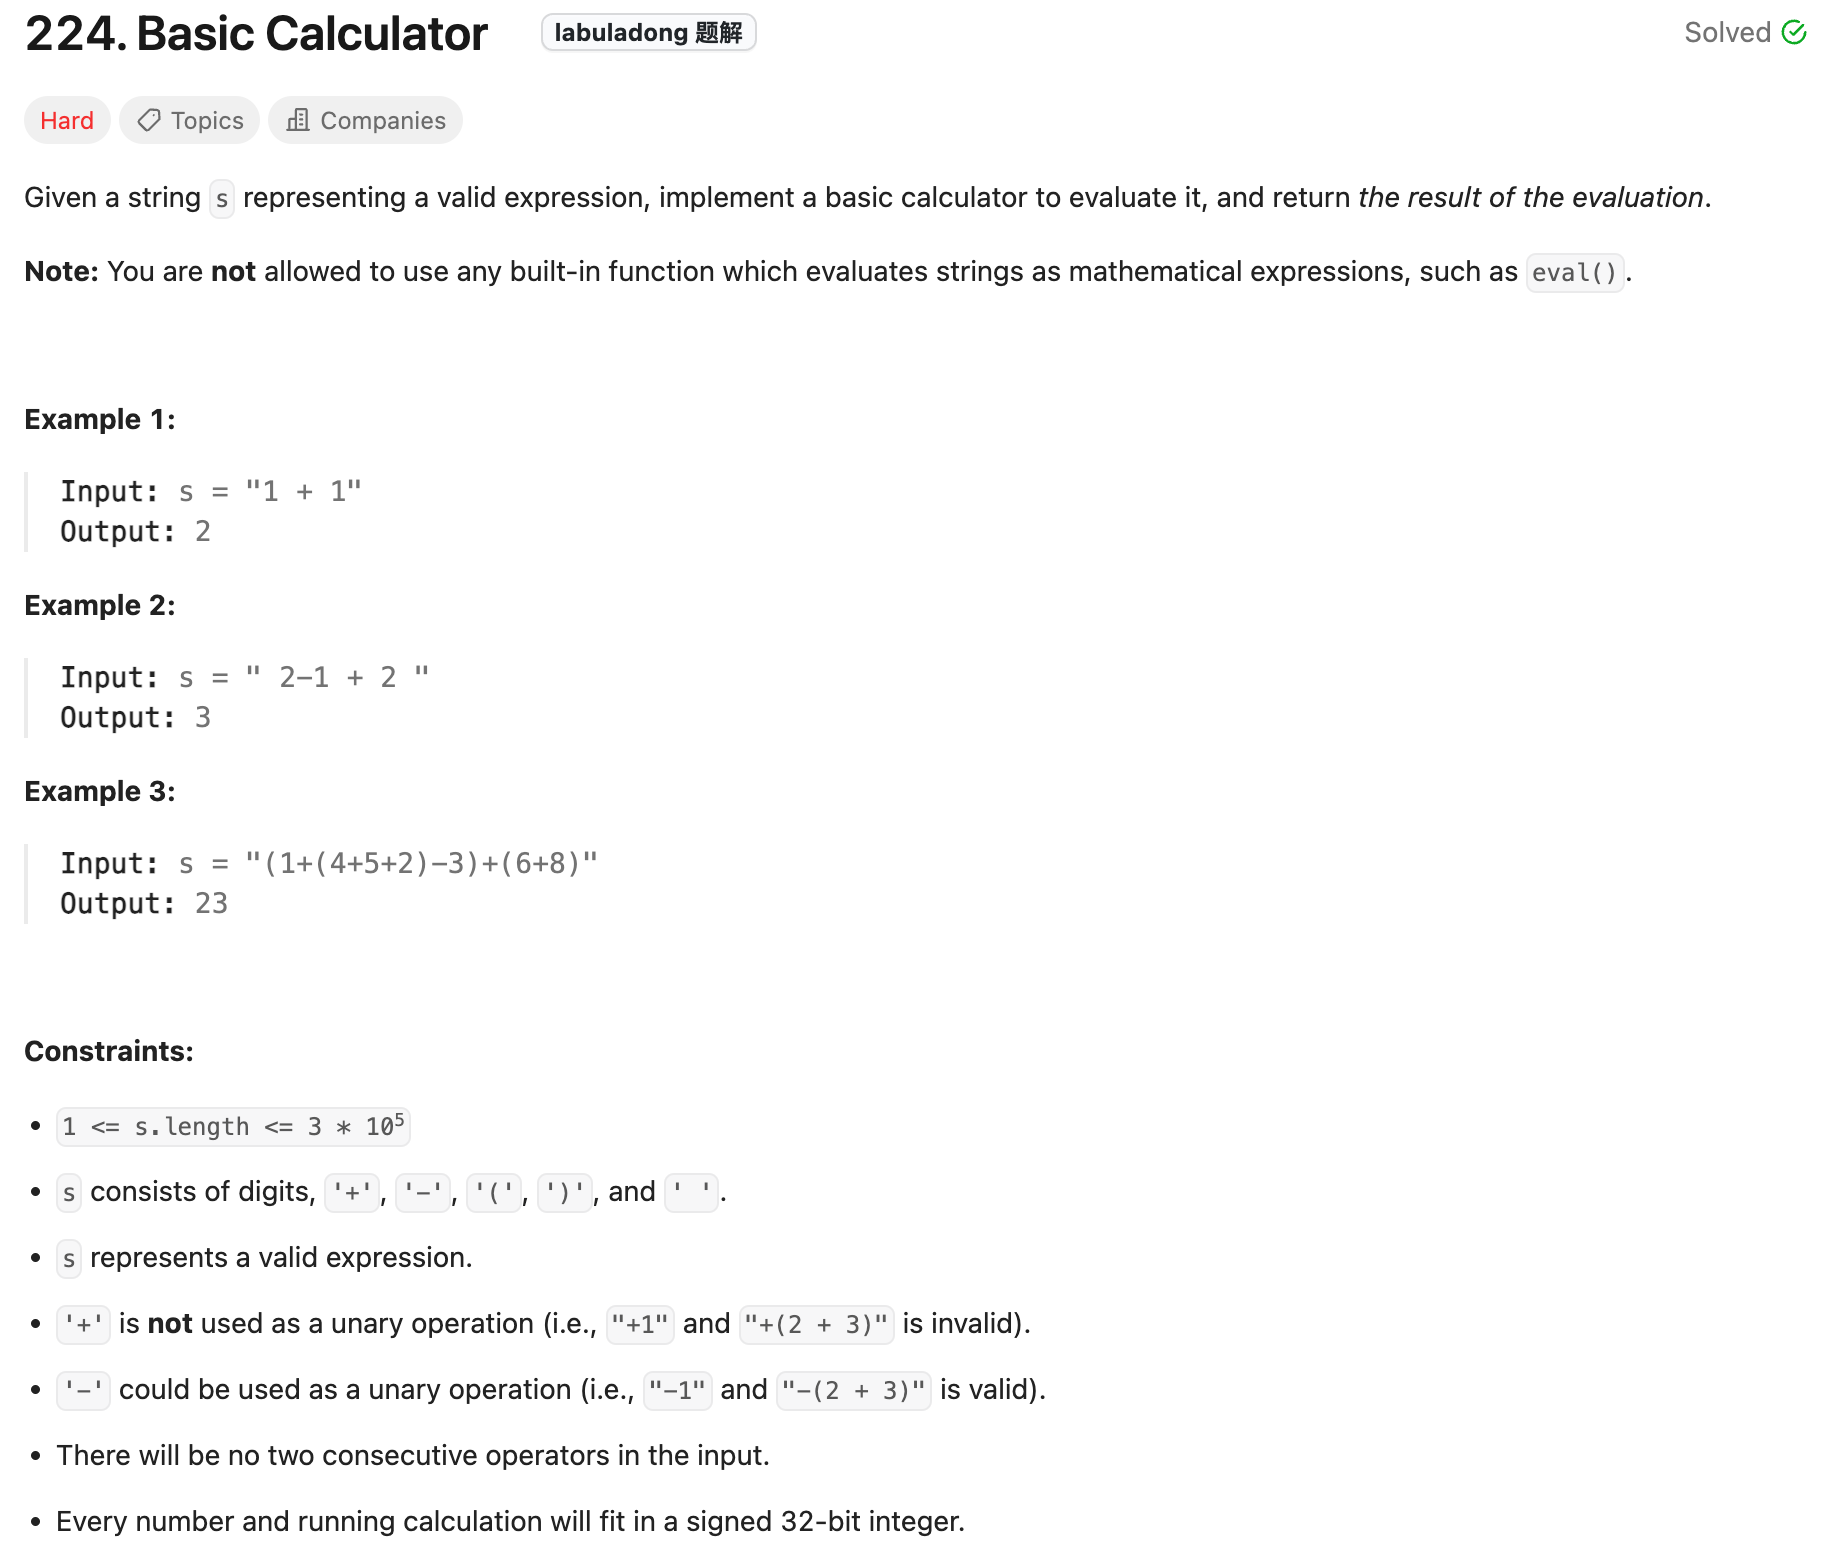 224. Basic Calculator labuladong 题解 Solved
Hard Topics Companies
Given a string s representing a valid expression, implement a basic calculator to evaluate it, and return the result of the evaluation.
Note: You are not allowed to use any built-in function which evaluates strings as mathematical expressions, such as eval().
Example 1:
Input: s = "1 + 1"
Output: 2
Example 2:
Input: s = " 2-1 + 2 "
Output: 3
Example 3:
Input: s = "(1+(4+5+2)-3)+(6+8)"
Output: 23
Constraints:
• 1 <= s.length <= 3 * 10⁵
• s consists of digits, '+', '-', '(', ')', and ' '.
• s represents a valid expression.
• '+' is not used as a unary operation (i.e., "+1" and "+(2 + 3)" is invalid).
• '-' could be used as a unary operation (i.e., "-1" and "-(2 + 3)" is valid).
• There will be no two consecutive operators in the input.
• Every number and running calculation will fit in a signed 32-bit integer.